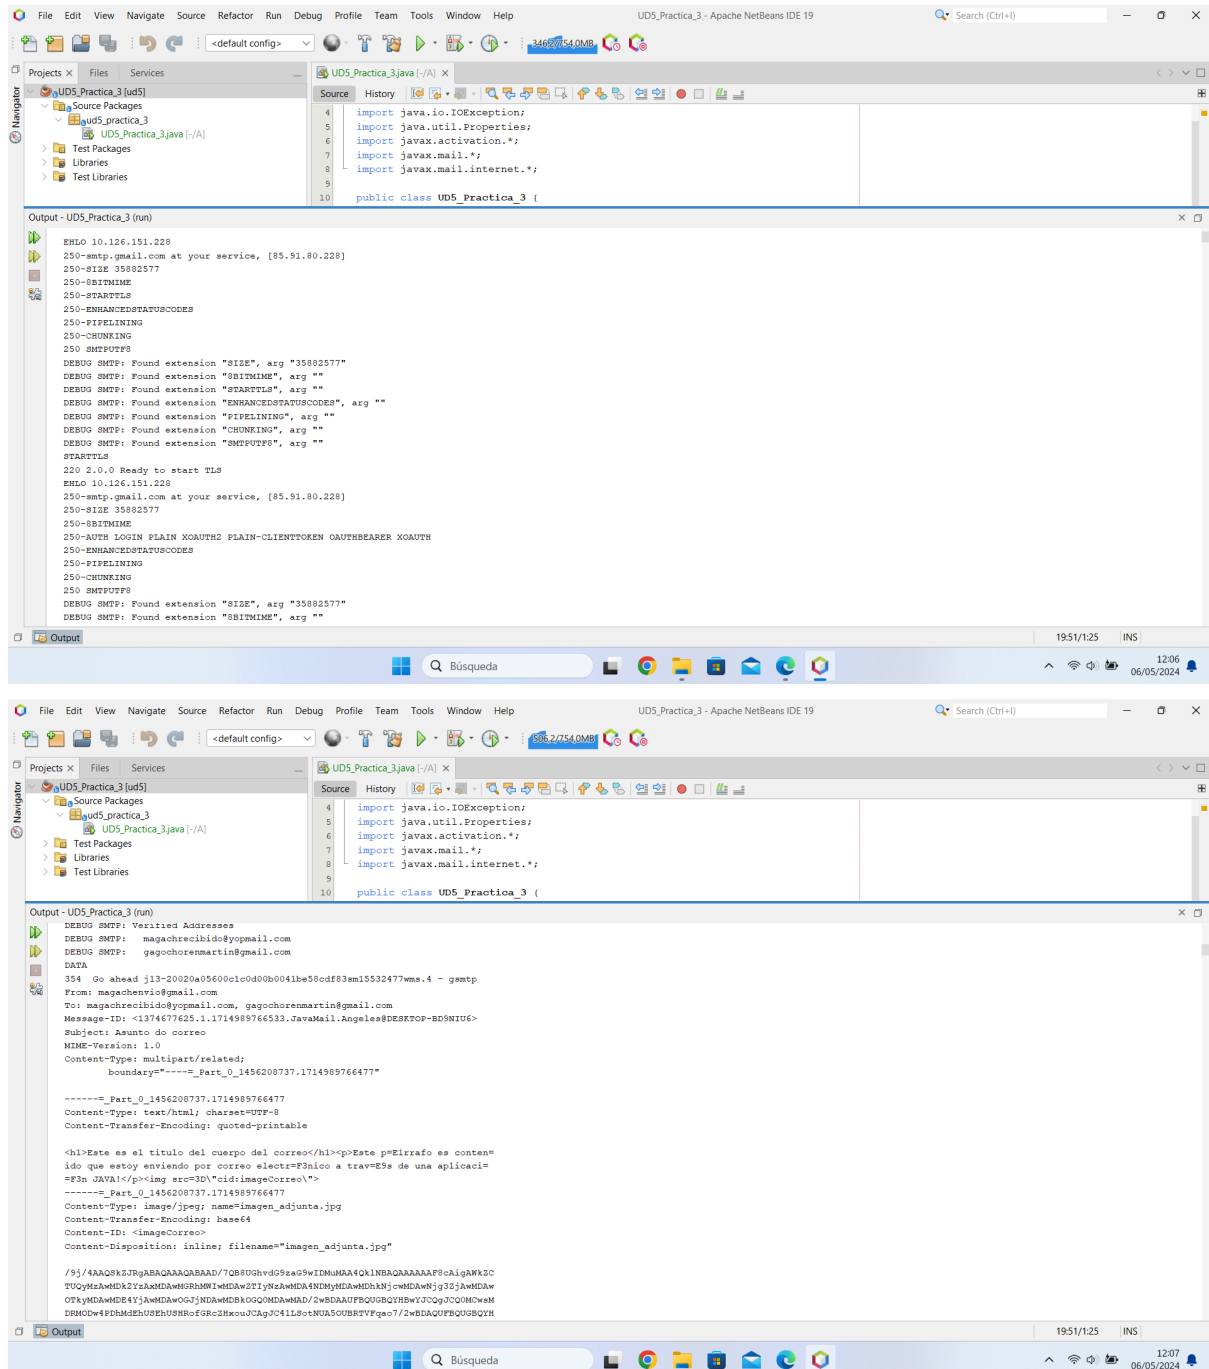 File Edit View Navigate Source Refactor Run Debug Profile Team Tools Window Help UD5_Practica_3 - Apache NetBeans IDE 19 Search (Ctrl+I)
<default config> 346,2/754,0MB
Projects Files Services UD5_Practica_3.java [-/A]
Navigator
UD5_Practica_3 [ud5] Source History
Source Packages
ud5_practica_3
UD5_Practica_3.java [-/A]
Test Packages
Libraries
Test Libraries
4 import java.io.IOException;
5 import java.util.Properties;
6 import javax.activation.*;
7 import javax.mail.*;
8 import javax.mail.internet.*;
9
10 public class UD5_Practica_3 {
Output - UD5_Practica_3 (run)
EHLO 10.126.151.228
250-smtp.gmail.com at your service, [85.91.80.228]
250-SIZE 35882577
250-8BITMIME
250-STARTTLS
250-ENHANCEDSTATUSCODES
250-PIPELINING
250-CHUNKING
250 SMTPUTF8
DEBUG SMTP: Found extension "SIZE", arg "35882577"
DEBUG SMTP: Found extension "8BITMIME", arg ""
DEBUG SMTP: Found extension "STARTTLS", arg ""
DEBUG SMTP: Found extension "ENHANCEDSTATUSCODES", arg ""
DEBUG SMTP: Found extension "PIPELINING", arg ""
DEBUG SMTP: Found extension "CHUNKING", arg ""
DEBUG SMTP: Found extension "SMTPUTF8", arg ""
STARTTLS
220 2.0.0 Ready to start TLS
EHLO 10.126.151.228
250-smtp.gmail.com at your service, [85.91.80.228]
250-SIZE 35882577
250-8BITMIME
250-AUTH LOGIN PLAIN XOAUTH2 PLAIN-CLIENTTOKEN OAUTHBEARER XOAUTH
250-ENHANCEDSTATUSCODES
250-PIPELINING
250-CHUNKING
250 SMTPUTF8
DEBUG SMTP: Found extension "SIZE", arg "35882577"
DEBUG SMTP: Found extension "8BITMIME", arg ""
Output 19:51/1:25 INS
Búsqueda 12:06
06/05/2024
File Edit View Navigate Source Refactor Run Debug Profile Team Tools Window Help UD5_Practica_3 - Apache NetBeans IDE 19 Search (Ctrl+I)
<default config> 506,2/754,0MB
Projects Files Services UD5_Practica_3.java [-/A]
Navigator
UD5_Practica_3 [ud5] Source History
Source Packages
ud5_practica_3
UD5_Practica_3.java [-/A]
Test Packages
Libraries
Test Libraries
4 import java.io.IOException;
5 import java.util.Properties;
6 import javax.activation.*;
7 import javax.mail.*;
8 import javax.mail.internet.*;
9
10 public class UD5_Practica_3 {
Output - UD5_Practica_3 (run)
DEBUG SMTP: Verified Addresses
DEBUG SMTP: magachrecibido@yopmail.com
DEBUG SMTP: gagochorenmartin@gmail.com
DATA
354 Go ahead j13-20020a05600c1c0d00b0041be58cdf83sm15532477wms.4 - gsmtp
From: magachenvio@gmail.com
To: magachrecibido@yopmail.com, gagochorenmartin@gmail.com
Message-ID: <1374677625.1.1714989766533.JavaMail.Angeles@DESKTOP-BD9NIU6>
Subject: Asunto do correo
MIME-Version: 1.0
Content-Type: multipart/related;
boundary="----=_Part_0_1456208737.1714989766477"
------=_Part_0_1456208737.1714989766477
Content-Type: text/html; charset=UTF-8
Content-Transfer-Encoding: quoted-printable
<h1>Este es el titulo del cuerpo del correo</h1><p>Este p=E1rrafo es conten=
ido que estoy enviendo por correo electr=F3nico a trav=E9s de una aplicaci=
=F3n JAVA!</p><img src=3D\"cid:imageCorreo\">
------=_Part_0_1456208737.1714989766477
Content-Type: image/jpeg; name=imagen_adjunta.jpg
Content-Transfer-Encoding: base64
Content-ID: <imageCorreo>
Content-Disposition: inline; filename="imagen_adjunta.jpg"
Output 19:51/1:25 INS
Búsqueda 12:07
06/05/2024